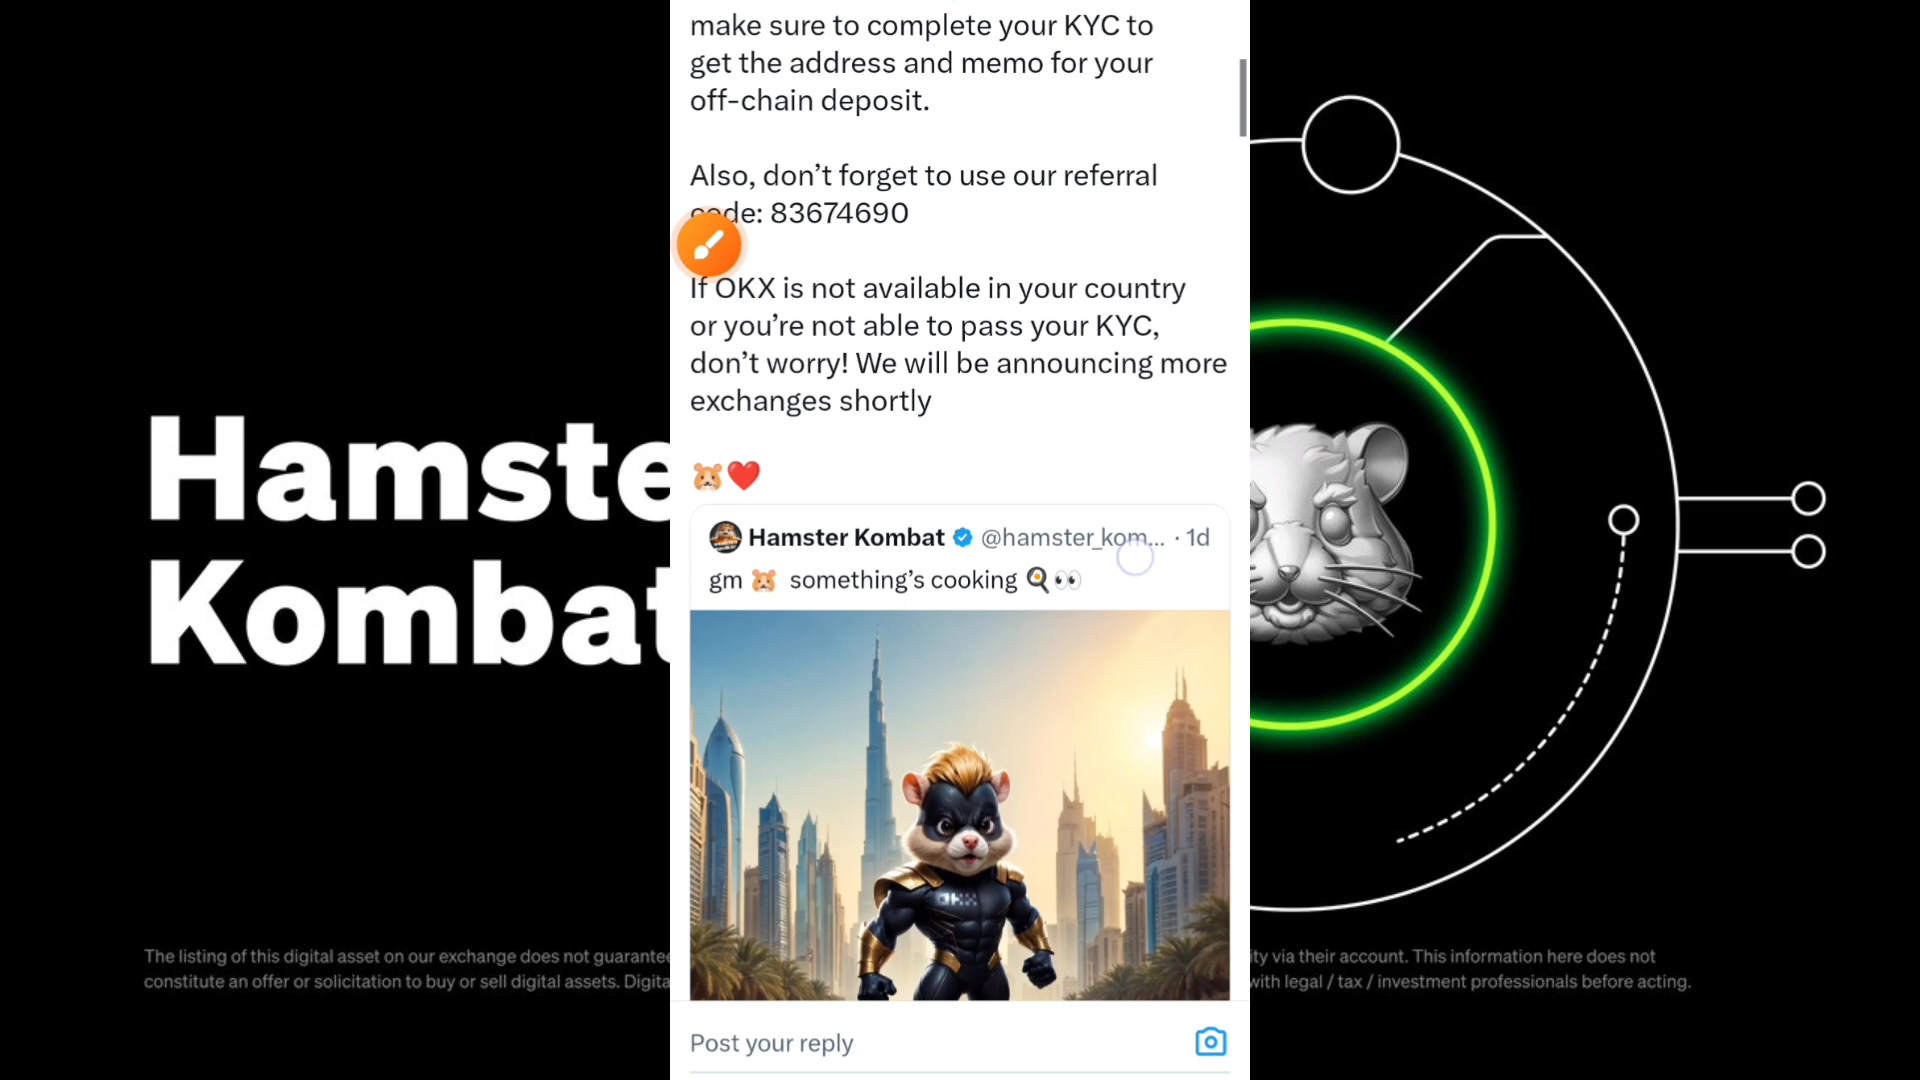 make sure to complete your KYC to
get the address and memo for your
off-chain deposit.
Also, don’t forget to use our referral
code: 83674690
If OKX is not available in your country
or you’re not able to pass your KYC,
don’t worry! We will be announcing more
exchanges shortly
🐹❤️
Hamster Kombat @hamster_kom... · 1d
gm 🐹 something’s cooking 🍳👀
Hamste
Kombat
The listing of this digital asset on our exchange does not guarantee
constitute an offer or solicitation to buy or sell digital assets. Digita
ity via their account. This information here does not
with legal / tax / investment professionals before acting.
Post your reply